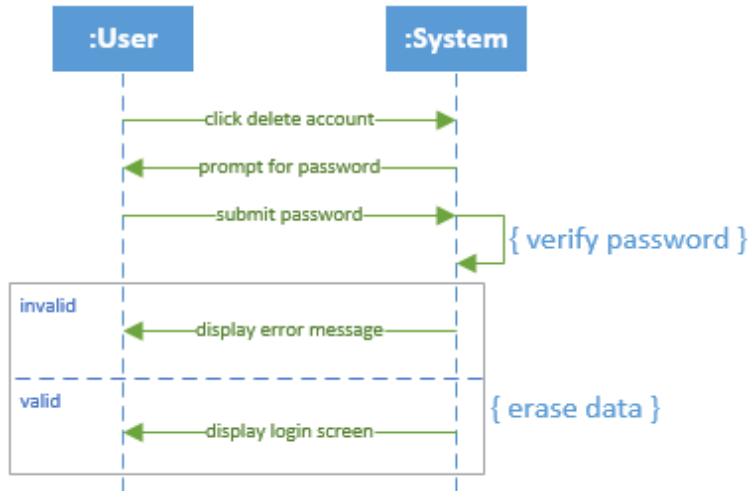 :User
:System
click delete account
prompt for password
submit password
{ verify password }
invalid
display error message
valid
{ erase data }
display login screen